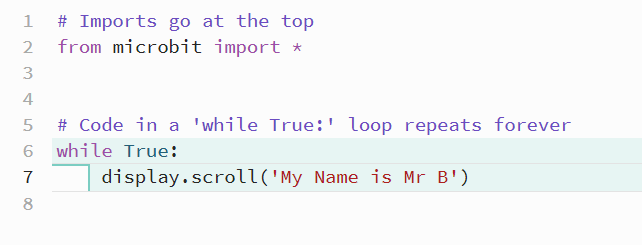 1 # Imports go at the top
2 from microbit import *
3
4
5 # Code in a 'while True:' loop repeats forever
6 while True:
7     display.scroll('My Name is Mr B')
8